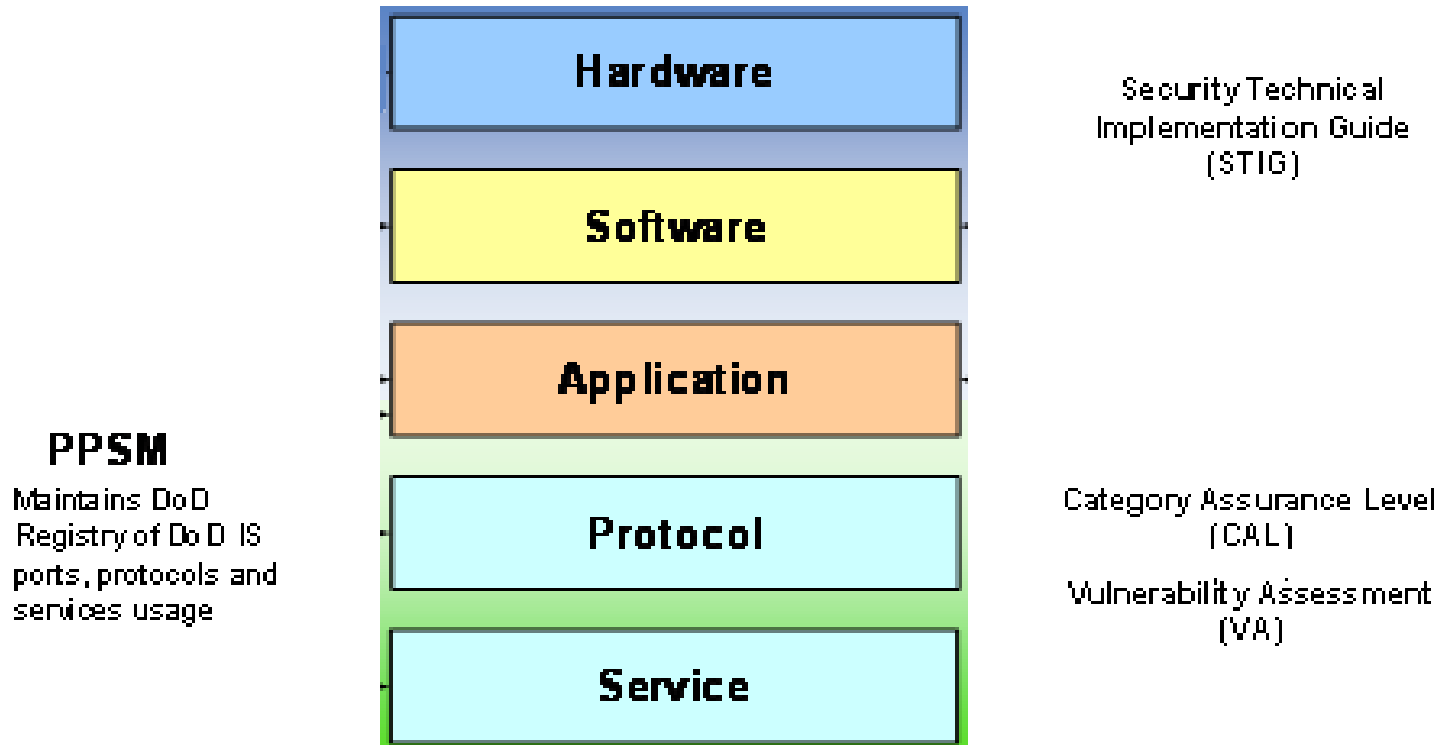 Hardware
Security Technical
Implementation Guide
(STIG)
Software
Application
PPSM
Maintains DoD
Registry of DoD IS
ports, protocols and
services usage
Protocol
Category Assurance Level
(CAL)
Vulnerability Assessment
(VA)
Service